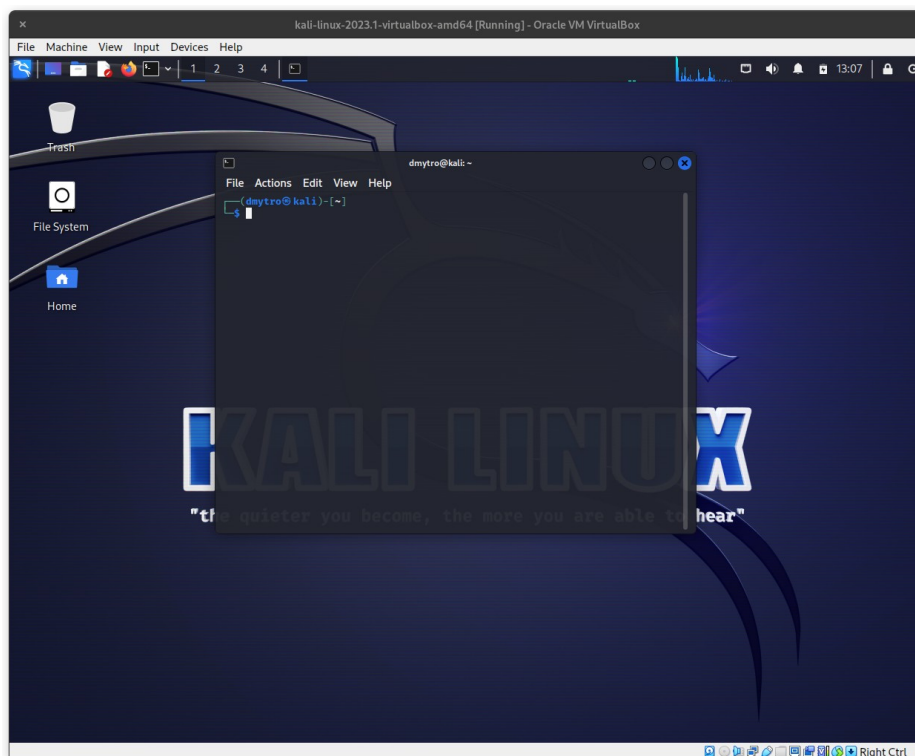 kali-linux-2023.1-virtualbox-amd64 [Running] - Oracle VM VirtualBox
File Machine View Input Devices Help
1 2 3 4 13:07 G
Trash
File System
Home
dmytro@kali: ~
File Actions Edit View Help
┌──(dmytro㉿kali)-[~]
└─$
KALI LINUX
"the quieter you become, the more you are able to hear"
Right Ctrl